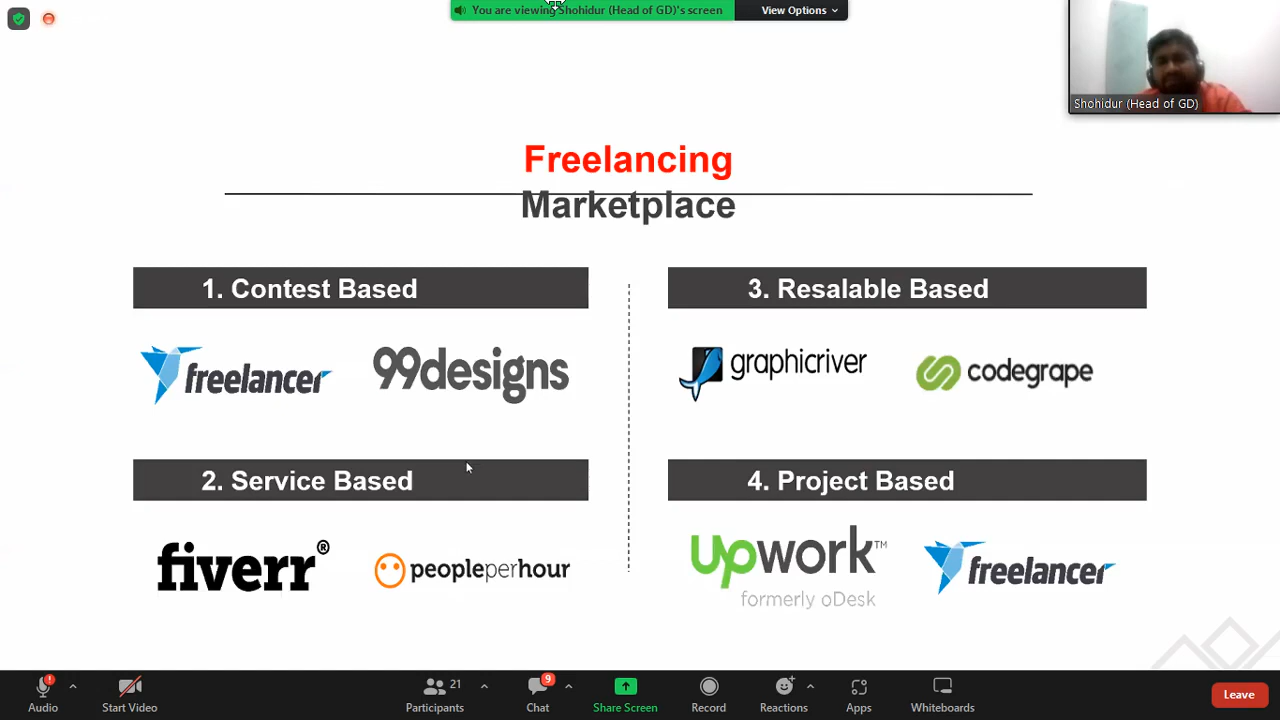 You are viewing Shohidur (Head of GD)'s screen
View Options
Shohidur (Head of GD)
Freelancing
Marketplace
1. Contest Based
3. Resalable Based
freelancer
99designs
graphicriver
codegrape
2. Service Based
4. Project Based
fiverr®
peopleperhour
upwork™
formerly oDesk
freelancer
Audio
Start Video
21
Participants
9
Chat
Share Screen
Record
Reactions
Apps
Whiteboards
Leave